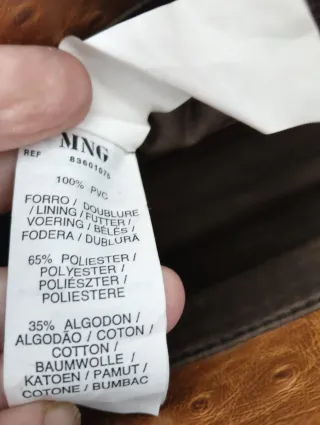 MNG
REF 83601075
100% PVC
FORRO / DOUBLURE
/ LINING / FUTTER /
VOERING / BÉLÉS /
FODERA / DUBLURĂ
65% POLIESTER /
POLYESTER /
POLIÉSZTER /
POLIESTERE
35% ALGODON /
ALGODÃO / COTON /
COTTON /
BAUMWOLLE /
KATOEN / PAMUT /
COTONE / BUMBAC